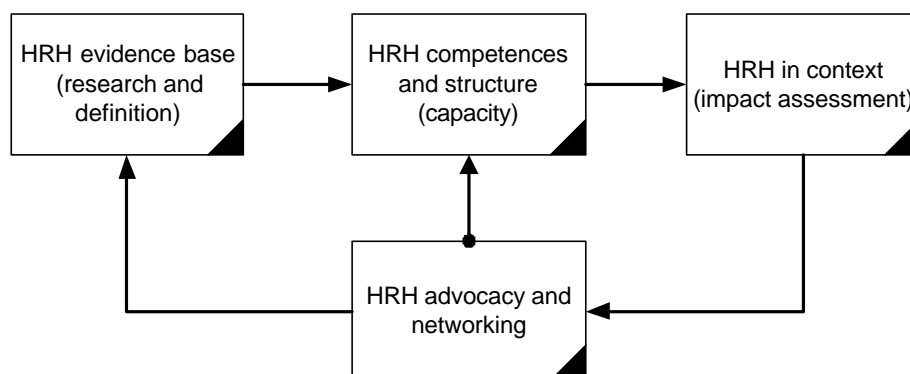 HRH evidence base
(research and
definition)
HRH competences
and structure
(capacity)
HRH in context
(impact assessment)
HRH advocacy and
networking